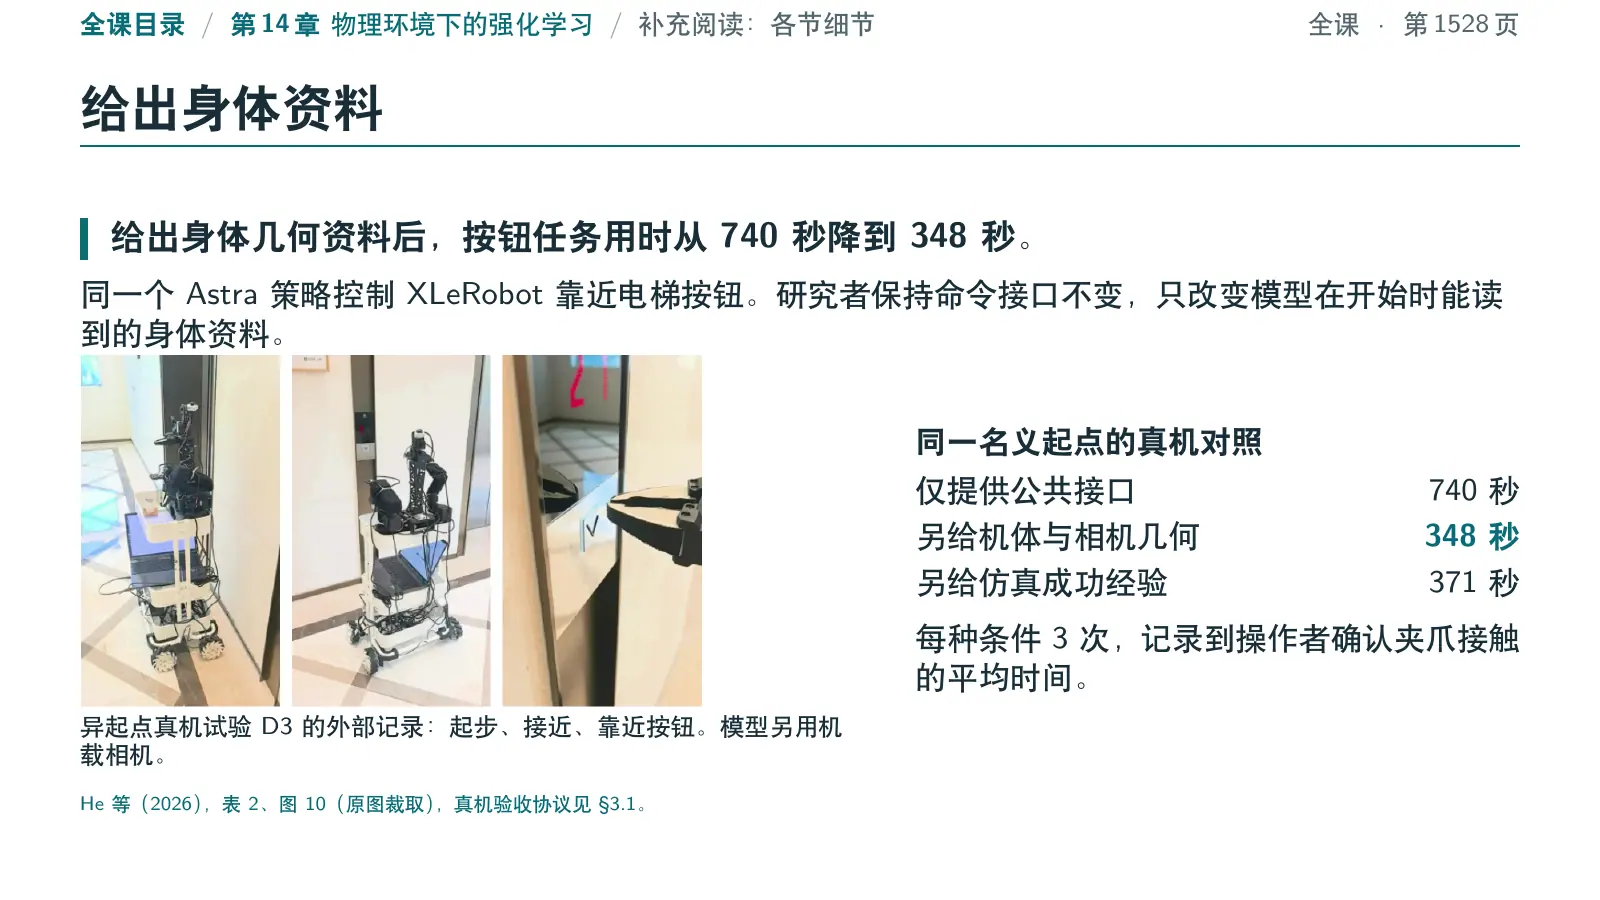 全课目录 / 第 14 章 物理环境下的强化学习 / 补充阅读：各节细节
全课 · 第 1528 页
给出身体资料
给出身体几何资料后，按钮任务用时从 740 秒降到 348 秒。
同一个 Astra 策略控制 XLeRobot 靠近电梯按钮。研究者保持命令接口不变，只改变模型在开始时能读
到的身体资料。
异起点真机试验 D3 的外部记录：起步、接近、靠近按钮。模型另用机
载相机。
同一名义起点的真机对照
仅提供公共接口 740 秒
另给机体与相机几何 348 秒
另给仿真成功经验 371 秒
每种条件 3 次，记录到操作者确认夹爪接触
的平均时间。
He 等（2026），表 2、图 10（原图裁取），真机验收协议见 §3.1。